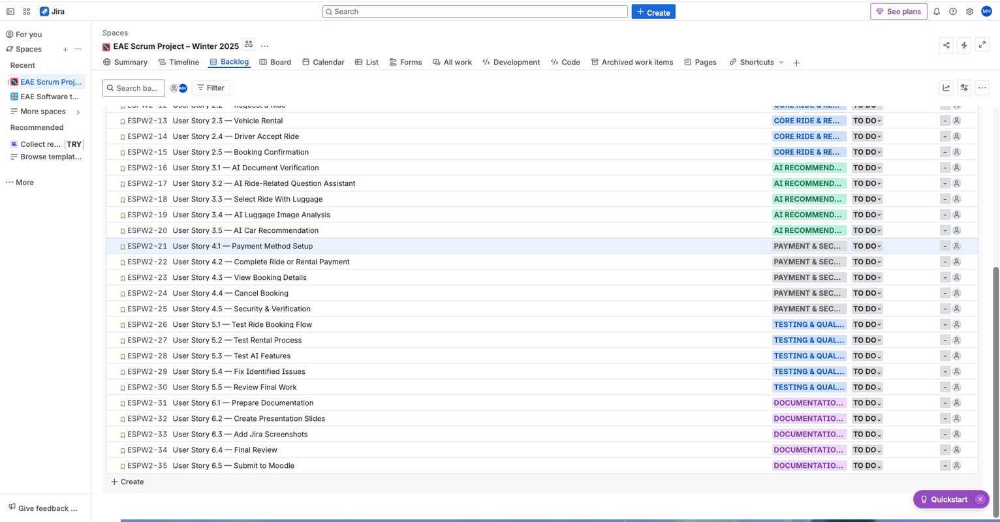 Jira
Search
Create
See plans
MH
For you
Spaces
Recent
EAE Scrum Proj...
EAE Software t...
More spaces
Recommended
Collect re... TRY
Browse templat...
More
Give feedback ...
Spaces
EAE Scrum Project – Winter 2025
Summary Timeline Backlog Board Calendar List Forms All work Development Code Archived work items Pages Shortcuts
Search ba... MH Filter
ESPW2-12 User Story 2.2 — Request a Ride CORE RIDE & RE... TO DO -
ESPW2-13 User Story 2.3 — Vehicle Rental CORE RIDE & RE... TO DO -
ESPW2-14 User Story 2.4 — Driver Accept Ride CORE RIDE & RE... TO DO -
ESPW2-15 User Story 2.5 — Booking Confirmation CORE RIDE & RE... TO DO -
ESPW2-16 User Story 3.1 — AI Document Verification AI RECOMMEND... TO DO -
ESPW2-17 User Story 3.2 — AI Ride-Related Question Assistant AI RECOMMEND... TO DO -
ESPW2-18 User Story 3.3 — Select Ride With Luggage AI RECOMMEND... TO DO -
ESPW2-19 User Story 3.4 — AI Luggage Image Analysis AI RECOMMEND... TO DO -
ESPW2-20 User Story 3.5 — AI Car Recommendation AI RECOMMEND... TO DO -
ESPW2-21 User Story 4.1 — Payment Method Setup PAYMENT & SEC... TO DO -
ESPW2-22 User Story 4.2 — Complete Ride or Rental Payment PAYMENT & SEC... TO DO -
ESPW2-23 User Story 4.3 — View Booking Details PAYMENT & SEC... TO DO -
ESPW2-24 User Story 4.4 — Cancel Booking PAYMENT & SEC... TO DO -
ESPW2-25 User Story 4.5 — Security & Verification PAYMENT & SEC... TO DO -
ESPW2-26 User Story 5.1 — Test Ride Booking Flow TESTING & QUAL... TO DO -
ESPW2-27 User Story 5.2 — Test Rental Process TESTING & QUAL... TO DO -
ESPW2-28 User Story 5.3 — Test AI Features TESTING & QUAL... TO DO -
ESPW2-29 User Story 5.4 — Fix Identified Issues TESTING & QUAL... TO DO -
ESPW2-30 User Story 5.5 — Review Final Work TESTING & QUAL... TO DO -
ESPW2-31 User Story 6.1 — Prepare Documentation DOCUMENTATIO... TO DO -
ESPW2-32 User Story 6.2 — Create Presentation Slides DOCUMENTATIO... TO DO -
ESPW2-33 User Story 6.3 — Add Jira Screenshots DOCUMENTATIO... TO DO -
ESPW2-34 User Story 6.4 — Final Review DOCUMENTATIO... TO DO -
ESPW2-35 User Story 6.5 — Submit to Moodle DOCUMENTATIO... TO DO -
Create
Quickstart